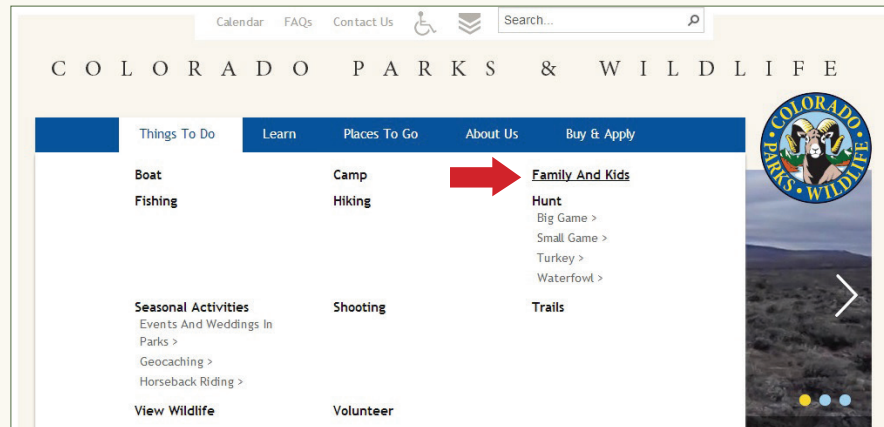 Calendar FAQs Contact Us Search...
COLORADO PARKS & WILDLIFE
Things To Do Learn Places To Go About Us Buy & Apply
COLORADO PARKS • WILDLIFE
Boat Camp Family And Kids
Fishing Hiking Hunt
Big Game >
Small Game >
Turkey >
Waterfowl >
Seasonal Activities Shooting Trails
Events And Weddings In
Parks >
Geocaching >
Horseback Riding >
View Wildlife Volunteer